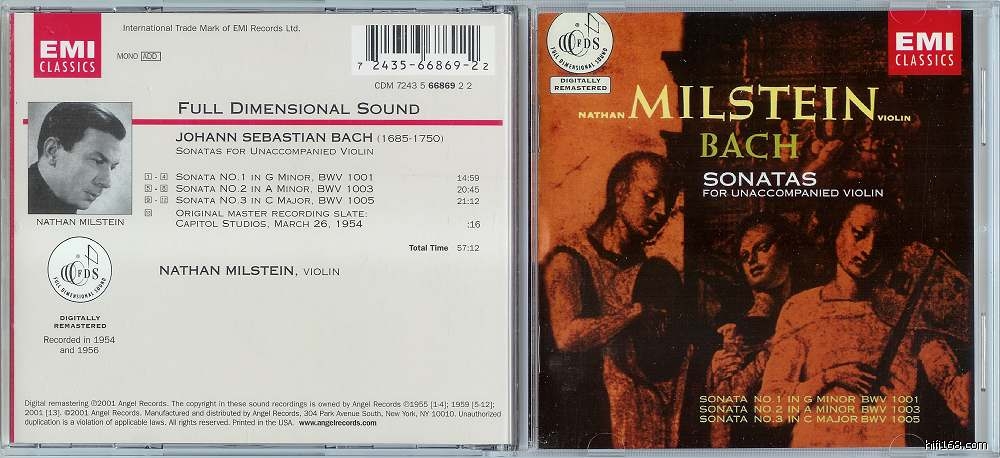 EMI
CLASSICS
International Trade Mark of EMI Records Ltd.
MONO ADD
7 2435-66869-2 2
CDM 7243 5 66869 2 2
FULL DIMENSIONAL SOUND
JOHANN SEBASTIAN BACH (1685-1750)
SONATAS FOR UNACCOMPANIED VIOLIN
1 - 4 SONATA NO.1 IN G MINOR, BWV 1001 14:59
5 - 8 SONATA NO.2 IN A MINOR, BWV 1003 20:45
9 - 12 SONATA NO.3 IN C MAJOR, BWV 1005 21:12
13 ORIGINAL MASTER RECORDING SLATE:
CAPITOL STUDIOS, MARCH 26, 1954 :16
Total Time 57:12
NATHAN MILSTEIN
NATHAN MILSTEIN, VIOLIN
FDS
FULL DIMENSIONAL SOUND
DIGITALLY
REMASTERED
Recorded in 1954
and 1956
Digital remastering ©2001 Angel Records. The copyright in these sound recordings is owned by Angel Records ©1955 [1-4]; 1959 [5-12];
2001 [13]. ©2001 Angel Records. Manufactured and distributed by Angel Records, 304 Park Avenue South, New York, NY 10010. Unauthorized
duplication is a violation of applicable laws. All rights reserved. Printed in the USA. www.angelrecords.com
FDS
FULL DIMENSIONAL SOUND
DIGITALLY
REMASTERED
EMI
CLASSICS
NATHAN MILSTEIN VIOLIN
BACH
SONATAS
FOR UNACCOMPANIED VIOLIN
SONATA NO.1 IN G MINOR BWV 1001
SONATA NO.2 IN A MINOR BWV 1003
SONATA NO.3 IN C MAJOR BWV 1005
hifi168.com